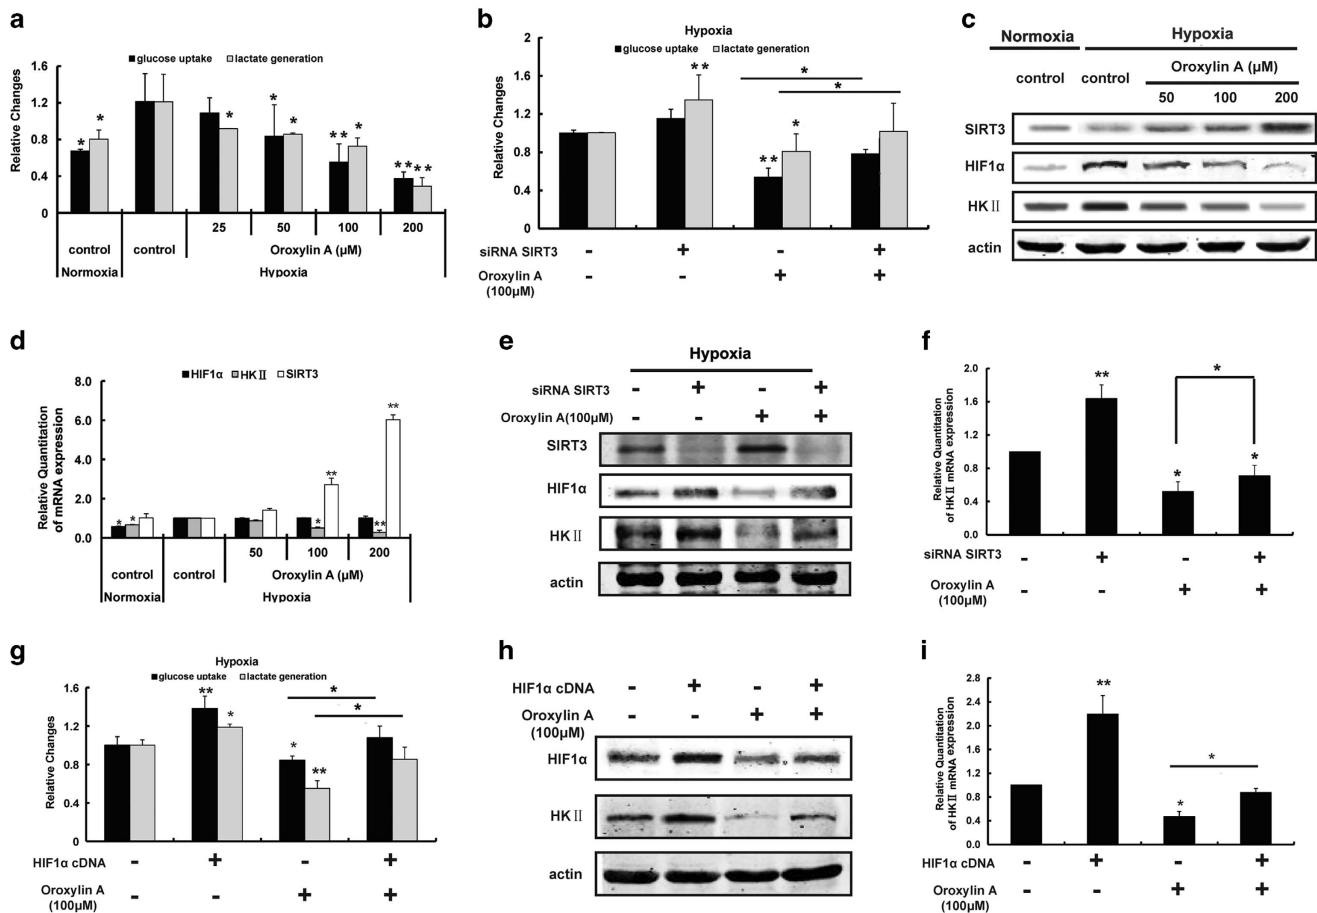 a
glucose uptake lactate generation
Relative Changes
1.6
1.2
0.8
0.4
0
* * * * * ** * ** **
25 50 100 200
control control Oroxylin A (μM)
Normoxia Hypoxia
b
Hypoxia
glucose uptake lactate generation
Relative Changes
2
1.6
1.2
0.8
0.4
0
** ** * * *
siRNA SIRT3 - + - +
Oroxylin A - - + +
(100μM)
c
Normoxia Hypoxia
control control Oroxylin A (μM)
50 100 200
SIRT3
HIF1α
HKⅡ
actin
d
HIF1α HKⅡ SIRT3
Relative Quantitation
of mRNA expression
8.0
6.0
4.0
2.0
0.0
* * * ** ** **
50 100 200
control control Oroxylin A (μM)
Normoxia Hypoxia
e
Hypoxia
siRNA SIRT3 - + - +
Oroxylin A(100μM) - - + +
SIRT3
HIF1α
HKⅡ
actin
f
Relative Quantitation
of HKⅡ mRNA expression
2.0
1.6
1.2
0.8
0.4
0.0
** * * *
siRNA SIRT3 - + - +
Oroxylin A - - + +
(100μM)
g
Hypoxia
glucose uptake lactate generation
Relative Changes
1.6
1.2
0.8
0.4
0
** * * ** * *
HIF1α cDNA - + - +
Oroxylin A - - + +
(100μM)
h
HIF1α cDNA - + - +
Oroxylin A - - + +
(100μM)
HIF1α
HKⅡ
actin
i
Relative Quantitation
of HKⅡ mRNA expression
2.8
2.4
2.0
1.6
1.2
0.8
0.4
0.0
** * *
HIF1α cDNA - + - +
Oroxylin A - - + +
(100μM)